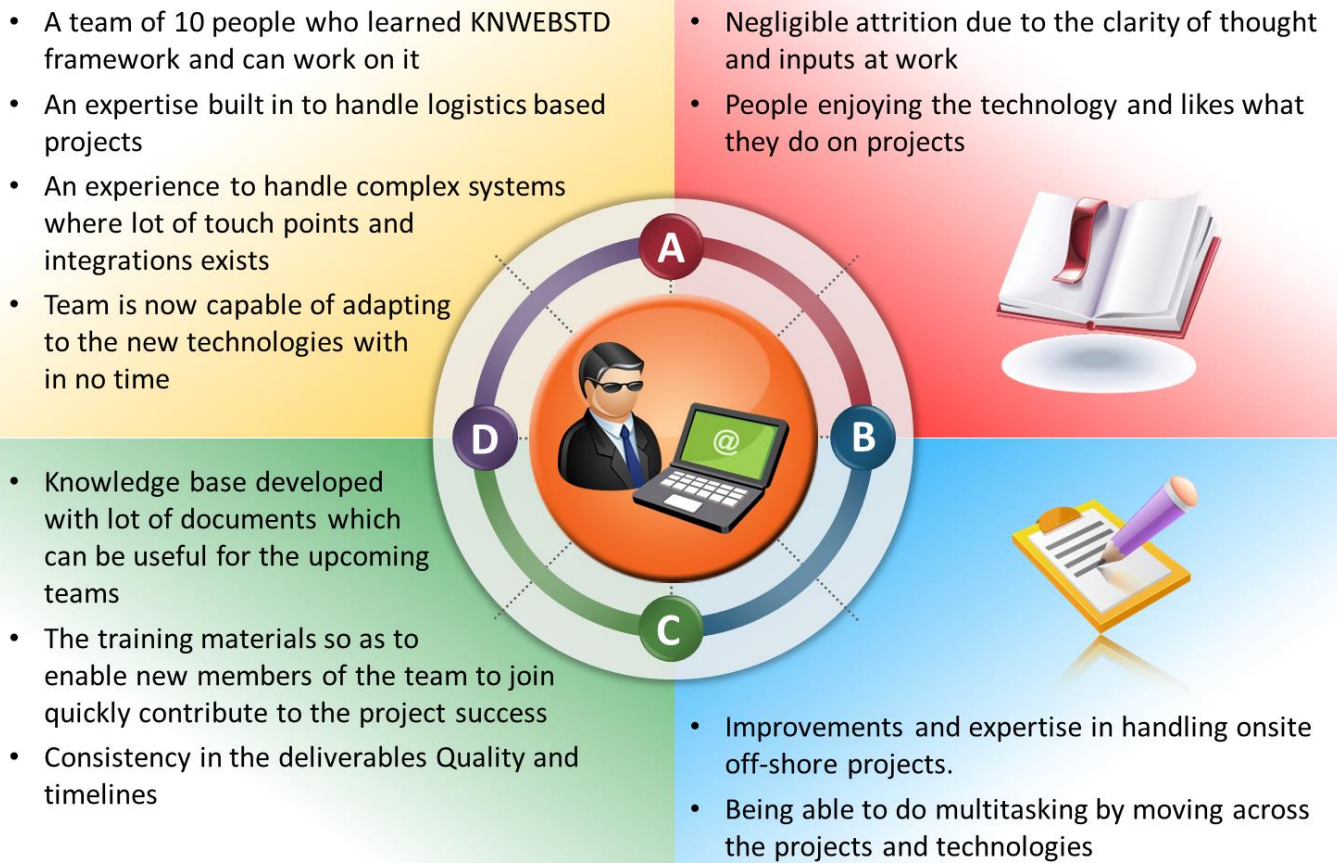 • A team of 10 people who learned KNWEBSTD
framework and can work on it
• An expertise built in to handle logistics based
projects
• An experience to handle complex systems
where lot of touch points and
integrations exists
• Team is now capable of adapting
to the new technologies with
in no time
• Negligible attrition due to the clarity of thought
and inputs at work
• People enjoying the technology and likes what
they do on projects
A
D
B
C
@
• Knowledge base developed
with lot of documents which
can be useful for the upcoming
teams
• The training materials so as to
enable new members of the team to join
quickly contribute to the project success
• Consistency in the deliverables Quality and
timelines
• Improvements and expertise in handling onsite
off-shore projects.
• Being able to do multitasking by moving across
the projects and technologies